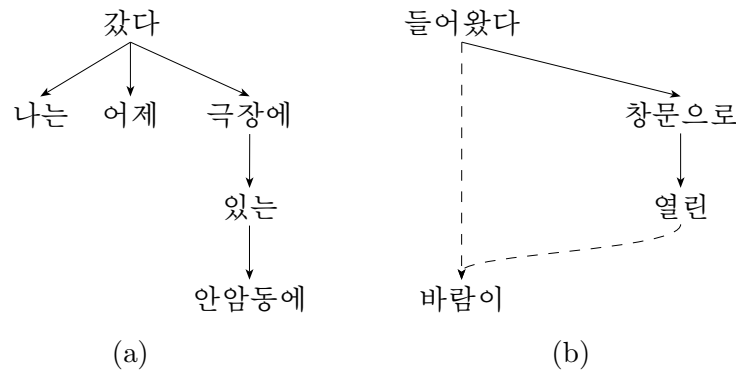 갔다 들어왔다
나는 어제 극장에 창문으로
있는 열린
안암동에 바람이
(a) (b)